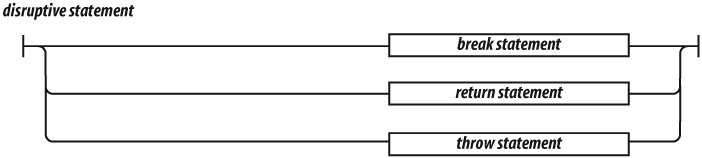 disruptive statement
break statement
return statement
throw statement